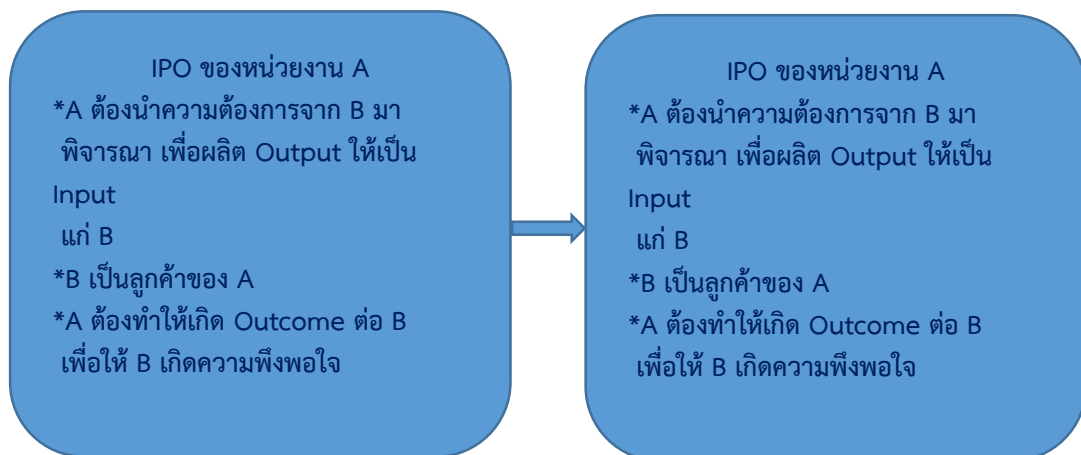 IPO ของหน่วยงาน A
*A ต้องนำความต้องการจาก B มา
พิจารณา เพื่อผลิต Output ให้เป็น
Input
แก่ B
*B เป็นลูกค้าของ A
*A ต้องทำให้เกิด Outcome ต่อ B
เพื่อให้ B เกิดความพึงพอใจ
IPO ของหน่วยงาน A
*A ต้องนำความต้องการจาก B มา
พิจารณา เพื่อผลิต Output ให้เป็น
Input
แก่ B
*B เป็นลูกค้าของ A
*A ต้องทำให้เกิด Outcome ต่อ B
เพื่อให้ B เกิดความพึงพอใจ